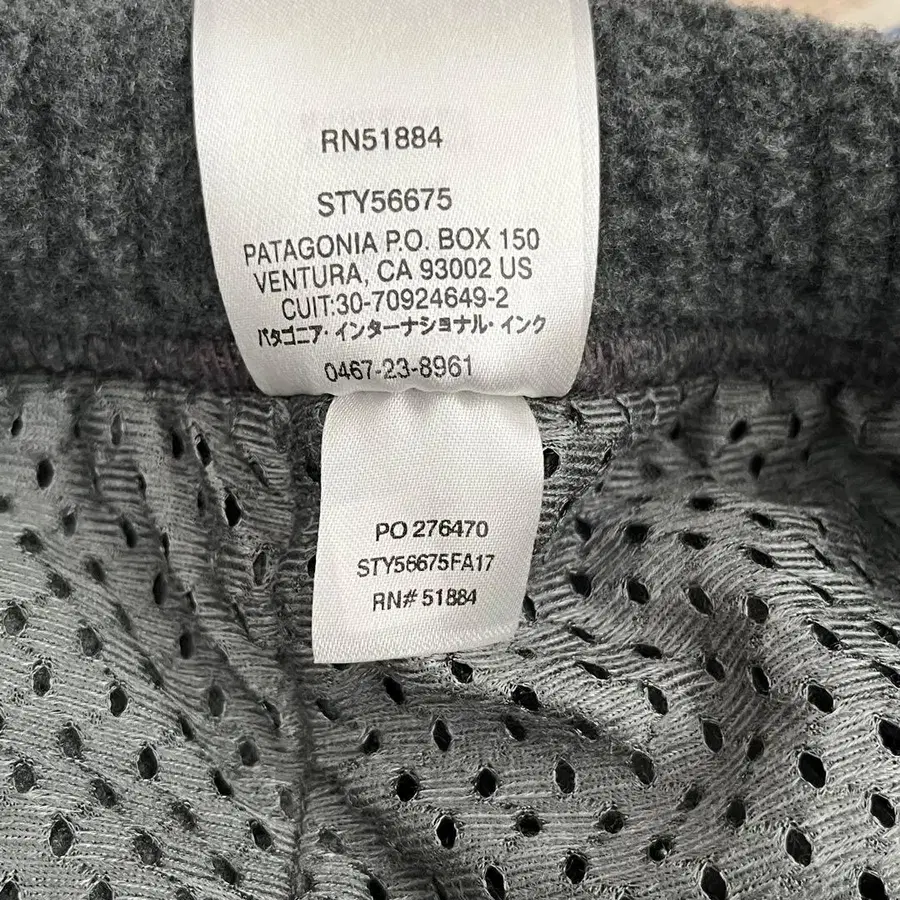 RN51884
STY56675
PATAGONIA P.O. BOX 150
VENTURA, CA 93002 US
CUIT:30-70924649-2
パタゴニア・インターナショナル・インク
0467-23-8961
PO 276470
STY56675FA17
RN# 51884